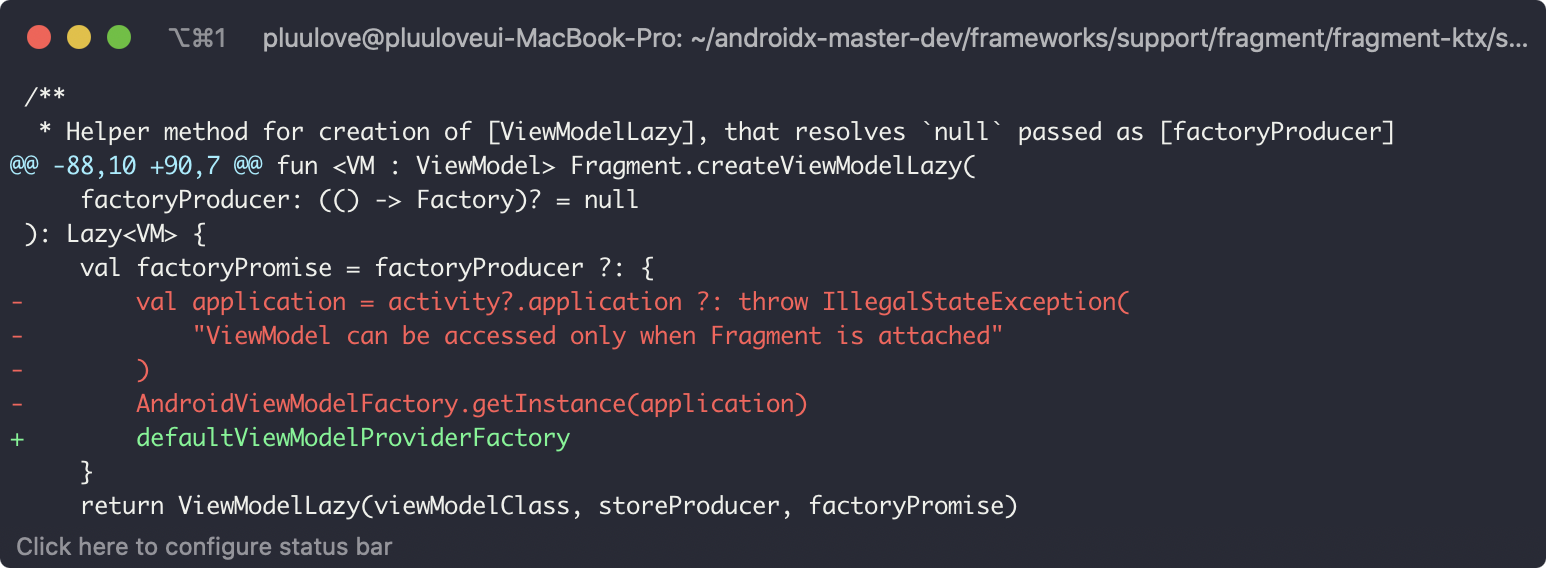 ⌥⌘1 pluulove@pluuloveui-MacBook-Pro: ~/androidx-master-dev/frameworks/support/fragment/fragment-ktx/s...
/**
 * Helper method for creation of [ViewModelLazy], that resolves `null` passed as [factoryProducer]
@@ -88,10 +90,7 @@ fun <VM : ViewModel> Fragment.createViewModelLazy(
     factoryProducer: (() -> Factory)? = null
 ): Lazy<VM> {
     val factoryPromise = factoryProducer ?: {
-        val application = activity?.application ?: throw IllegalStateException(
-            "ViewModel can be accessed only when Fragment is attached"
-        )
-        AndroidViewModelFactory.getInstance(application)
+        defaultViewModelProviderFactory
     }
     return ViewModelLazy(viewModelClass, storeProducer, factoryPromise)
Click here to configure status bar